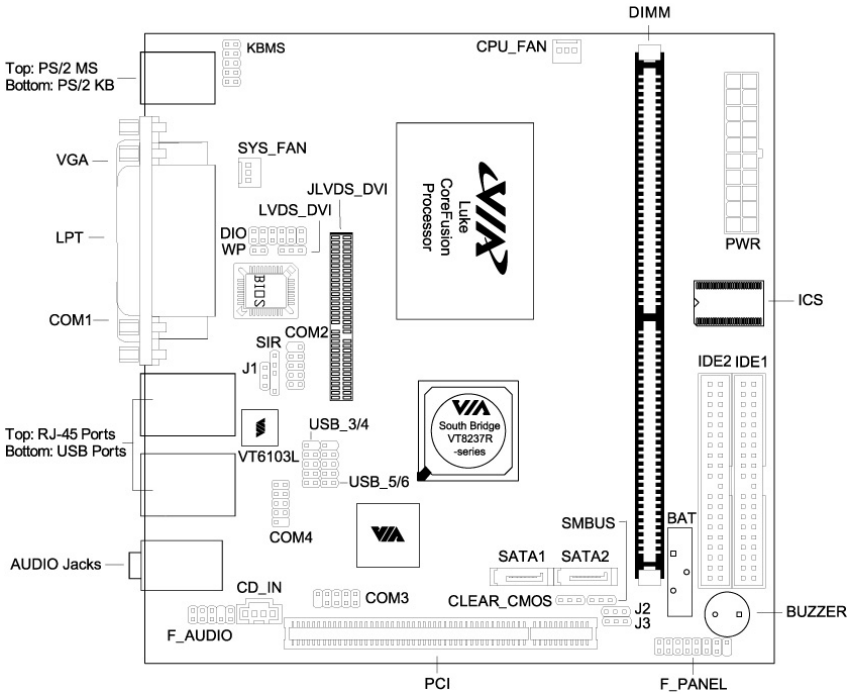 DIMM
KBMS
CPU_FAN
Top: PS/2 MS
Bottom: PS/2 KB
VGA
SYS_FAN
JLVDS_DVI
LVDS_DVI
LPT
DIO
WP
VIA
Luke
CoreFusion
Processor
PWR
BIOS
ICS
COM1
COM2
SIR
J1
IDE2 IDE1
VIA
South Bridge
VT8237R
-series
Top: RJ-45 Ports
Bottom: USB Ports
USB_3/4
VT6103L
USB_5/6
COM4
VIA
SMBUS
BAT
AUDIO Jacks
SATA1 SATA2
CD_IN
COM3
CLEAR_CMOS
J2
J3
BUZZER
F_AUDIO
PCI
F_PANEL